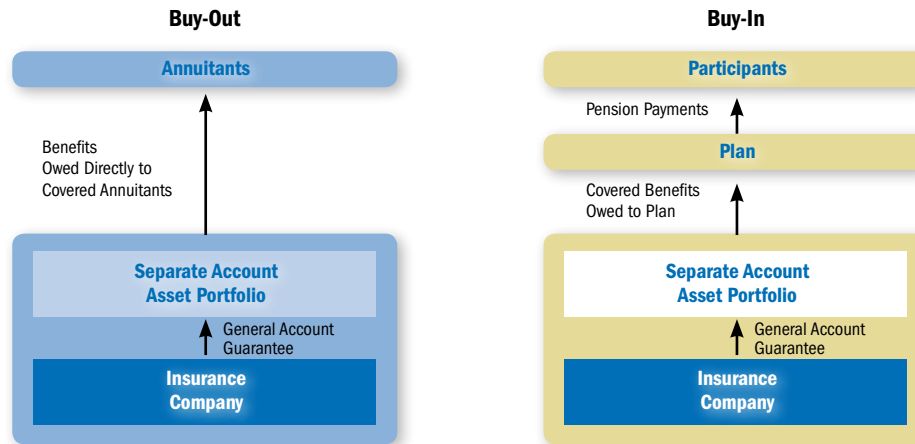 Buy-Out
Annuitants
Benefits
Owed Directly to
Covered Annuitants
Separate Account
Asset Portfolio
General Account
Guarantee
Insurance
Company
Buy-In
Participants
Pension Payments
Plan
Covered Benefits
Owed to Plan
Separate Account
Asset Portfolio
General Account
Guarantee
Insurance
Company